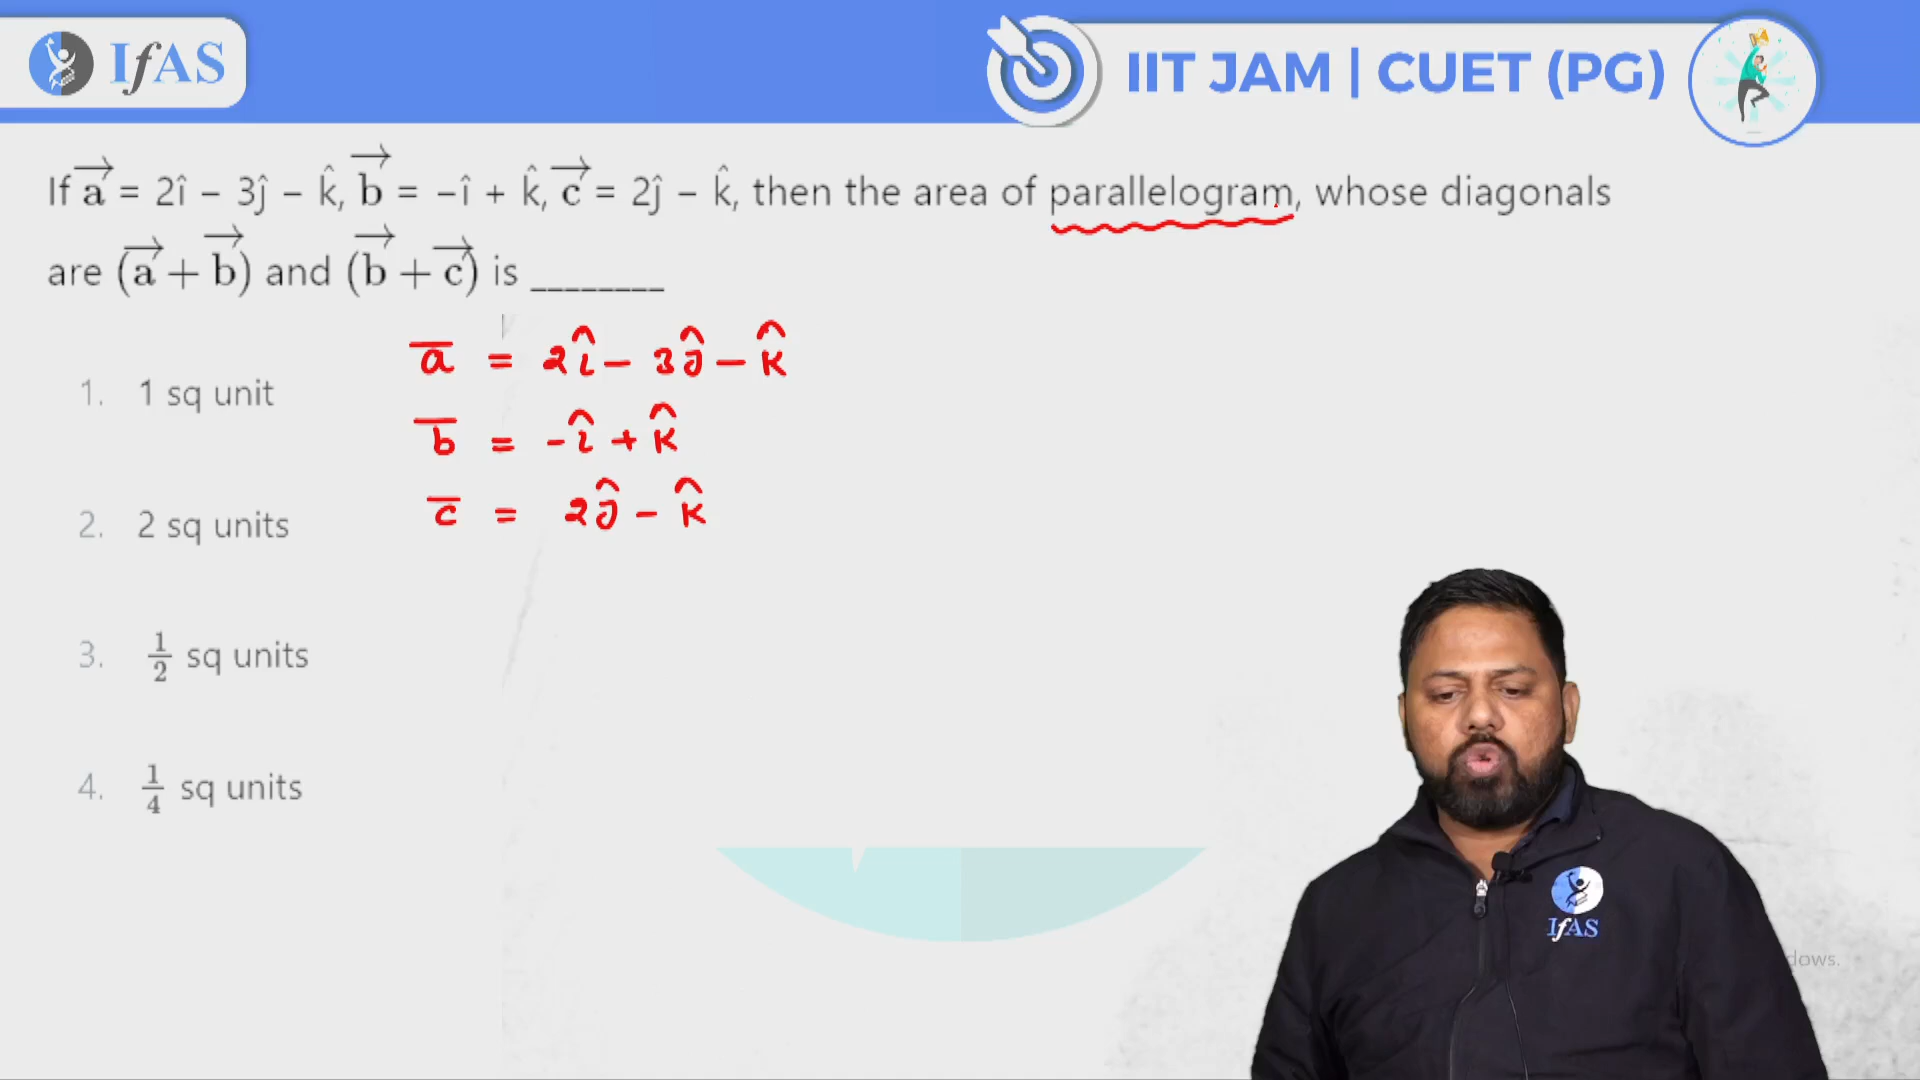 IfAS
IIT JAM | CUET (PG)
If a⃗ = 2î − 3ĵ − k̂, b⃗ = −î + k̂, c⃗ = 2ĵ − k̂, then the area of parallelogram, whose diagonals
are (a⃗ + b⃗) and (b⃗ + c⃗) is ________
a̅ = 2î − 3ĵ − k̂
1. 1 sq unit
b̅ = -î + k̂
c̅ = 2ĵ − k̂
2. 2 sq units
3. 1/2 sq units
4. 1/4 sq units
IfAS